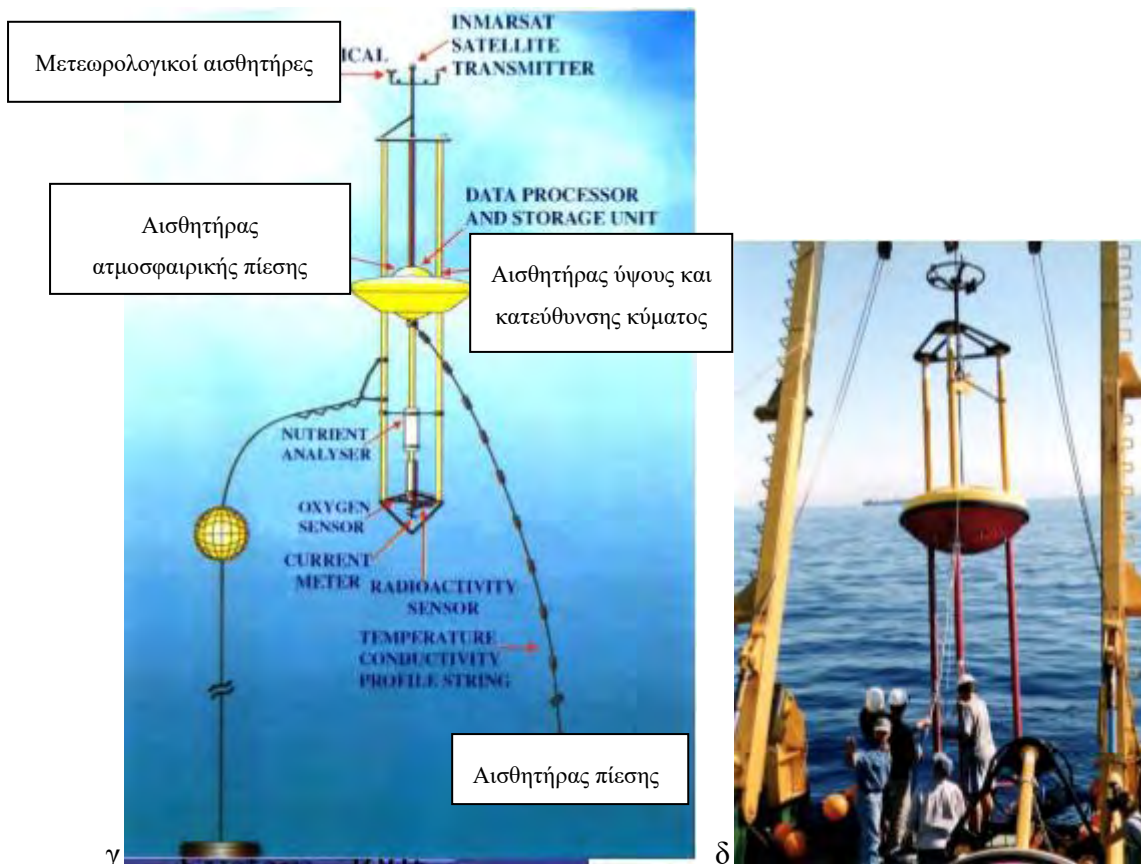 INMARSAT
SATELLITE
TRANSMITTER
Μετεωρολογικοί αισθητήρες
ICAL
DATA PROCESSOR
AND STORAGE UNIT
Αισθητήρας
ατμοσφαιρικής πίεσης
Αισθητήρας ύψους και
κατεύθυνσης κύματος
NUTRIENT
ANALYSER
OXYGEN
SENSOR
CURRENT
METER
RADIOACTIVITY
SENSOR
TEMPERATURE
CONDUCTIVITY
PROFILE STRING
Αισθητήρας πίεσης
γ
δ